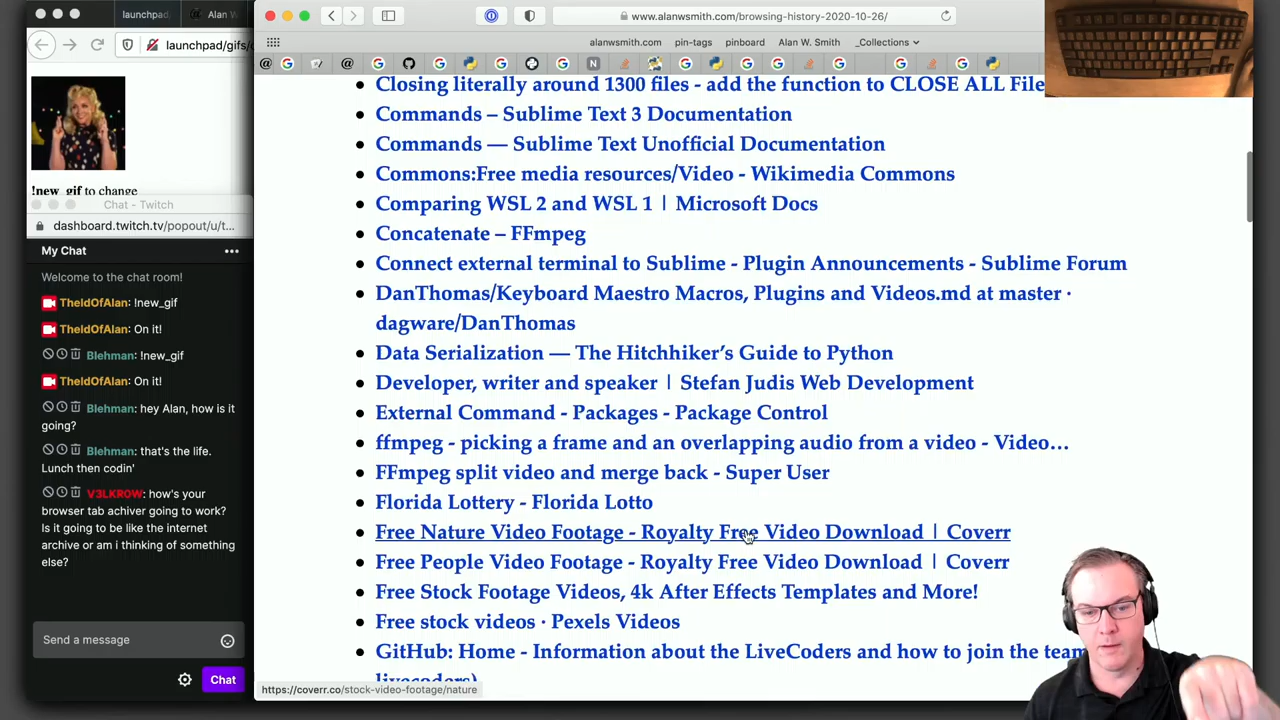 launchpad
Alan W
launchpad/gifs/
!new_gif to change
Chat - Twitch
dashboard.twitch.tv/popout/u/t...
My Chat
Welcome to the chat room!
TheIdOfAlan: !new_gif
TheIdOfAlan: On it!
Blehman: !new_gif
TheIdOfAlan: On it!
Blehman: hey Alan, how is it
going?
Blehman: that's the life.
Lunch then codin'
V3LKR0W: how's your
browser tab achiver going to work?
Is it going to be like the internet
archive or am i thinking of something
else?
Send a message
Chat
www.alanwsmith.com/browsing-history-2020-10-26/
alanwsmith.com pin-tags pinboard Alan W. Smith _Collections
Closing literally around 1300 files - add the function to CLOSE ALL File
Commands – Sublime Text 3 Documentation
Commands — Sublime Text Unofficial Documentation
Commons:Free media resources/Video - Wikimedia Commons
Comparing WSL 2 and WSL 1 | Microsoft Docs
Concatenate – FFmpeg
Connect external terminal to Sublime - Plugin Announcements - Sublime Forum
DanThomas/Keyboard Maestro Macros, Plugins and Videos.md at master ·
dagware/DanThomas
Data Serialization — The Hitchhiker’s Guide to Python
Developer, writer and speaker | Stefan Judis Web Development
External Command - Packages - Package Control
ffmpeg - picking a frame and an overlapping audio from a video - Video…
FFmpeg split video and merge back - Super User
Florida Lottery - Florida Lotto
Free Nature Video Footage - Royalty Free Video Download | Coverr
Free People Video Footage - Royalty Free Video Download | Coverr
Free Stock Footage Videos, 4k After Effects Templates and More!
Free stock videos · Pexels Videos
GitHub: Home - Information about the LiveCoders and how to join the team
livecoders)
https://coverr.co/stock-video-footage/nature